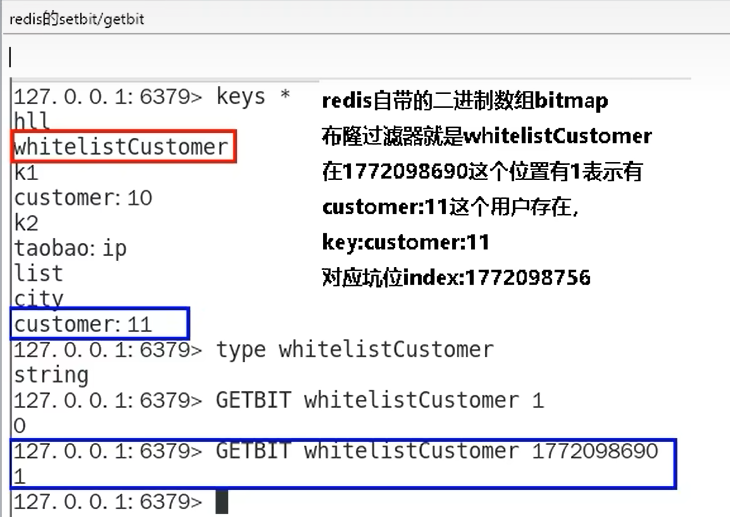 redis的setbit/getbit
127.0.0.1:6379> keys *
hll
whitelistCustomer
k1
customer:10
k2
taobao:ip
list
city
customer:11
127.0.0.1:6379> type whitelistCustomer
string
127.0.0.1:6379> GETBIT whitelistCustomer 1
0
127.0.0.1:6379> GETBIT whitelistCustomer 1772098690
1
127.0.0.1:6379>
redis自带的二进制数组bitmap
布隆过滤器就是whitelistCustomer
在1772098690这个位置有1表示有
customer:11这个用户存在,
key:customer:11
对应坑位index:1772098756